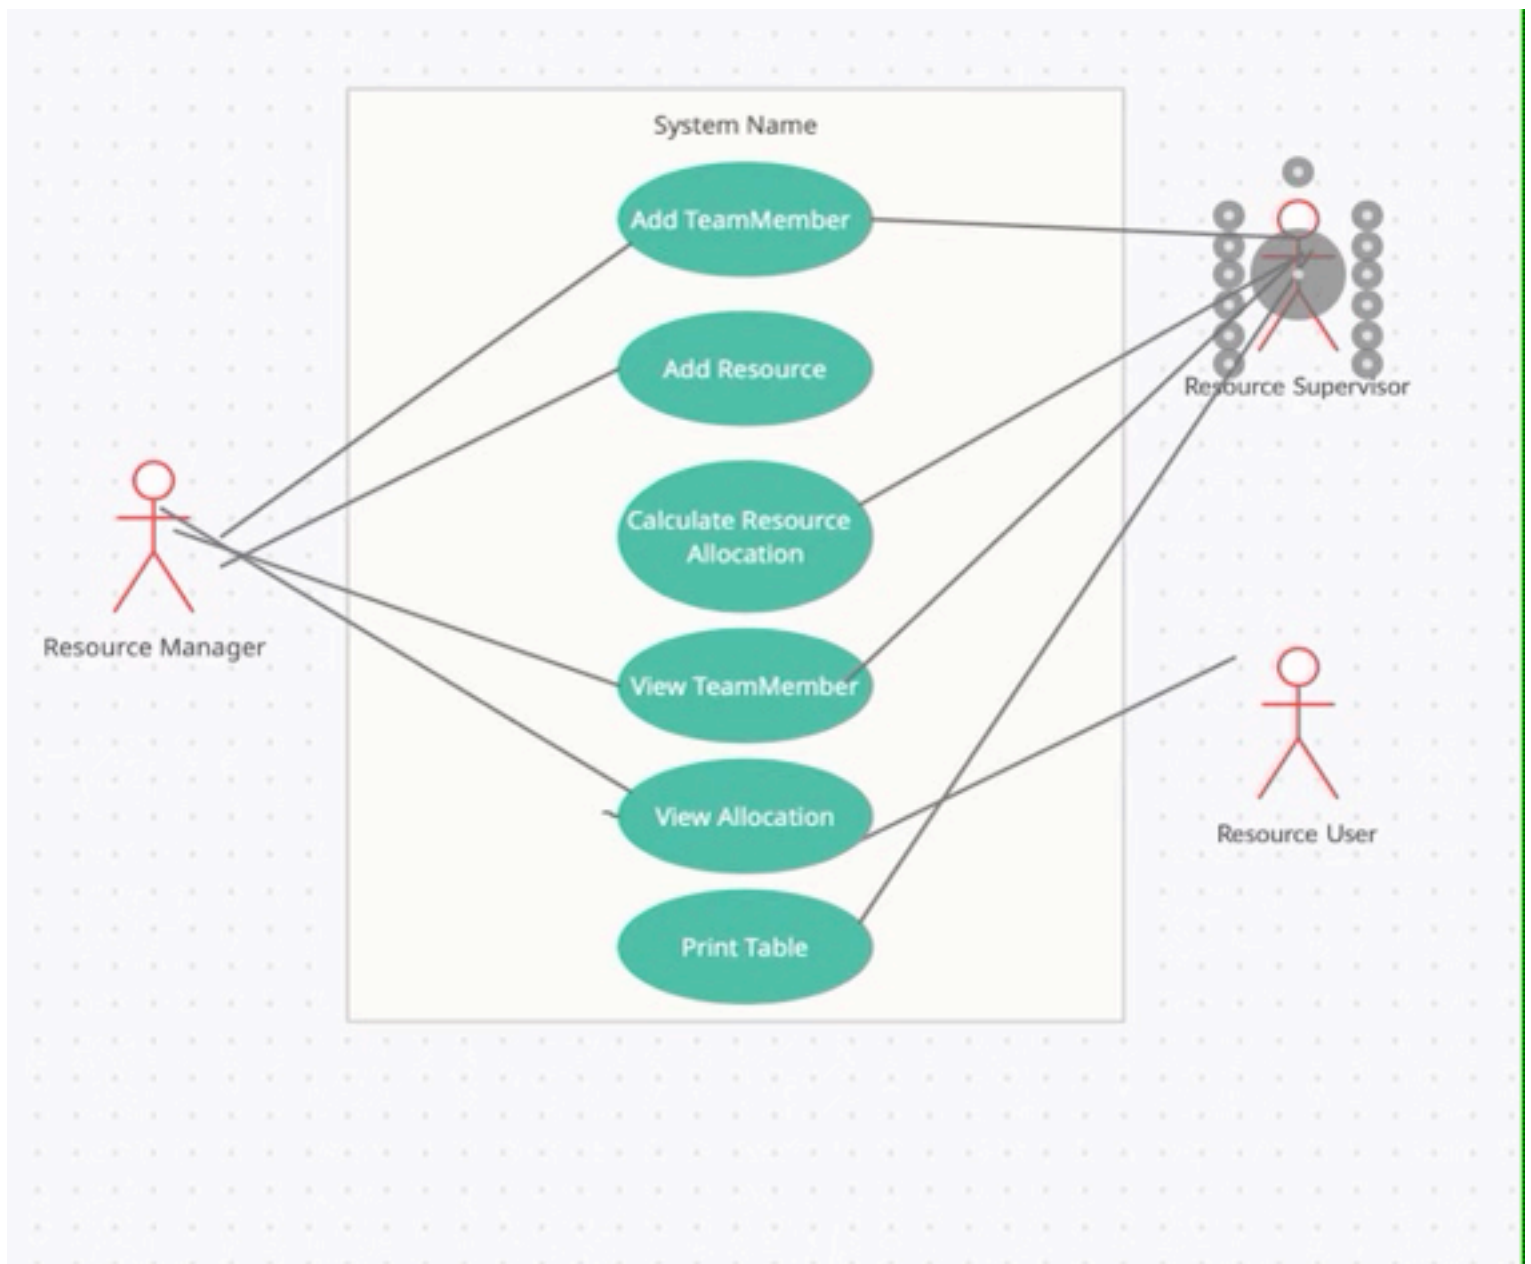 System Name
Add TeamMember
Add Resource
Calculate Resource
Allocation
View TeamMember
View Allocation
Print Table
Resource Manager
Resource Supervisor
Resource User